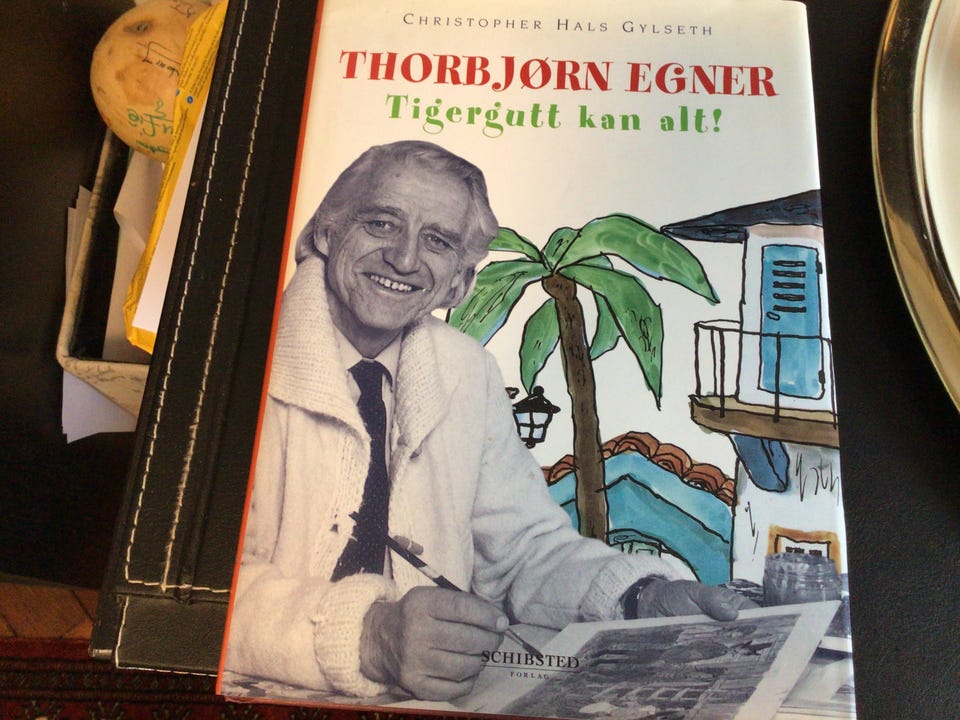 CHRISTOPHER HALS GYLSETH
THORBJØRN EGNER
Tigergutt kan alt!
SCHIBSTED
FORLAG